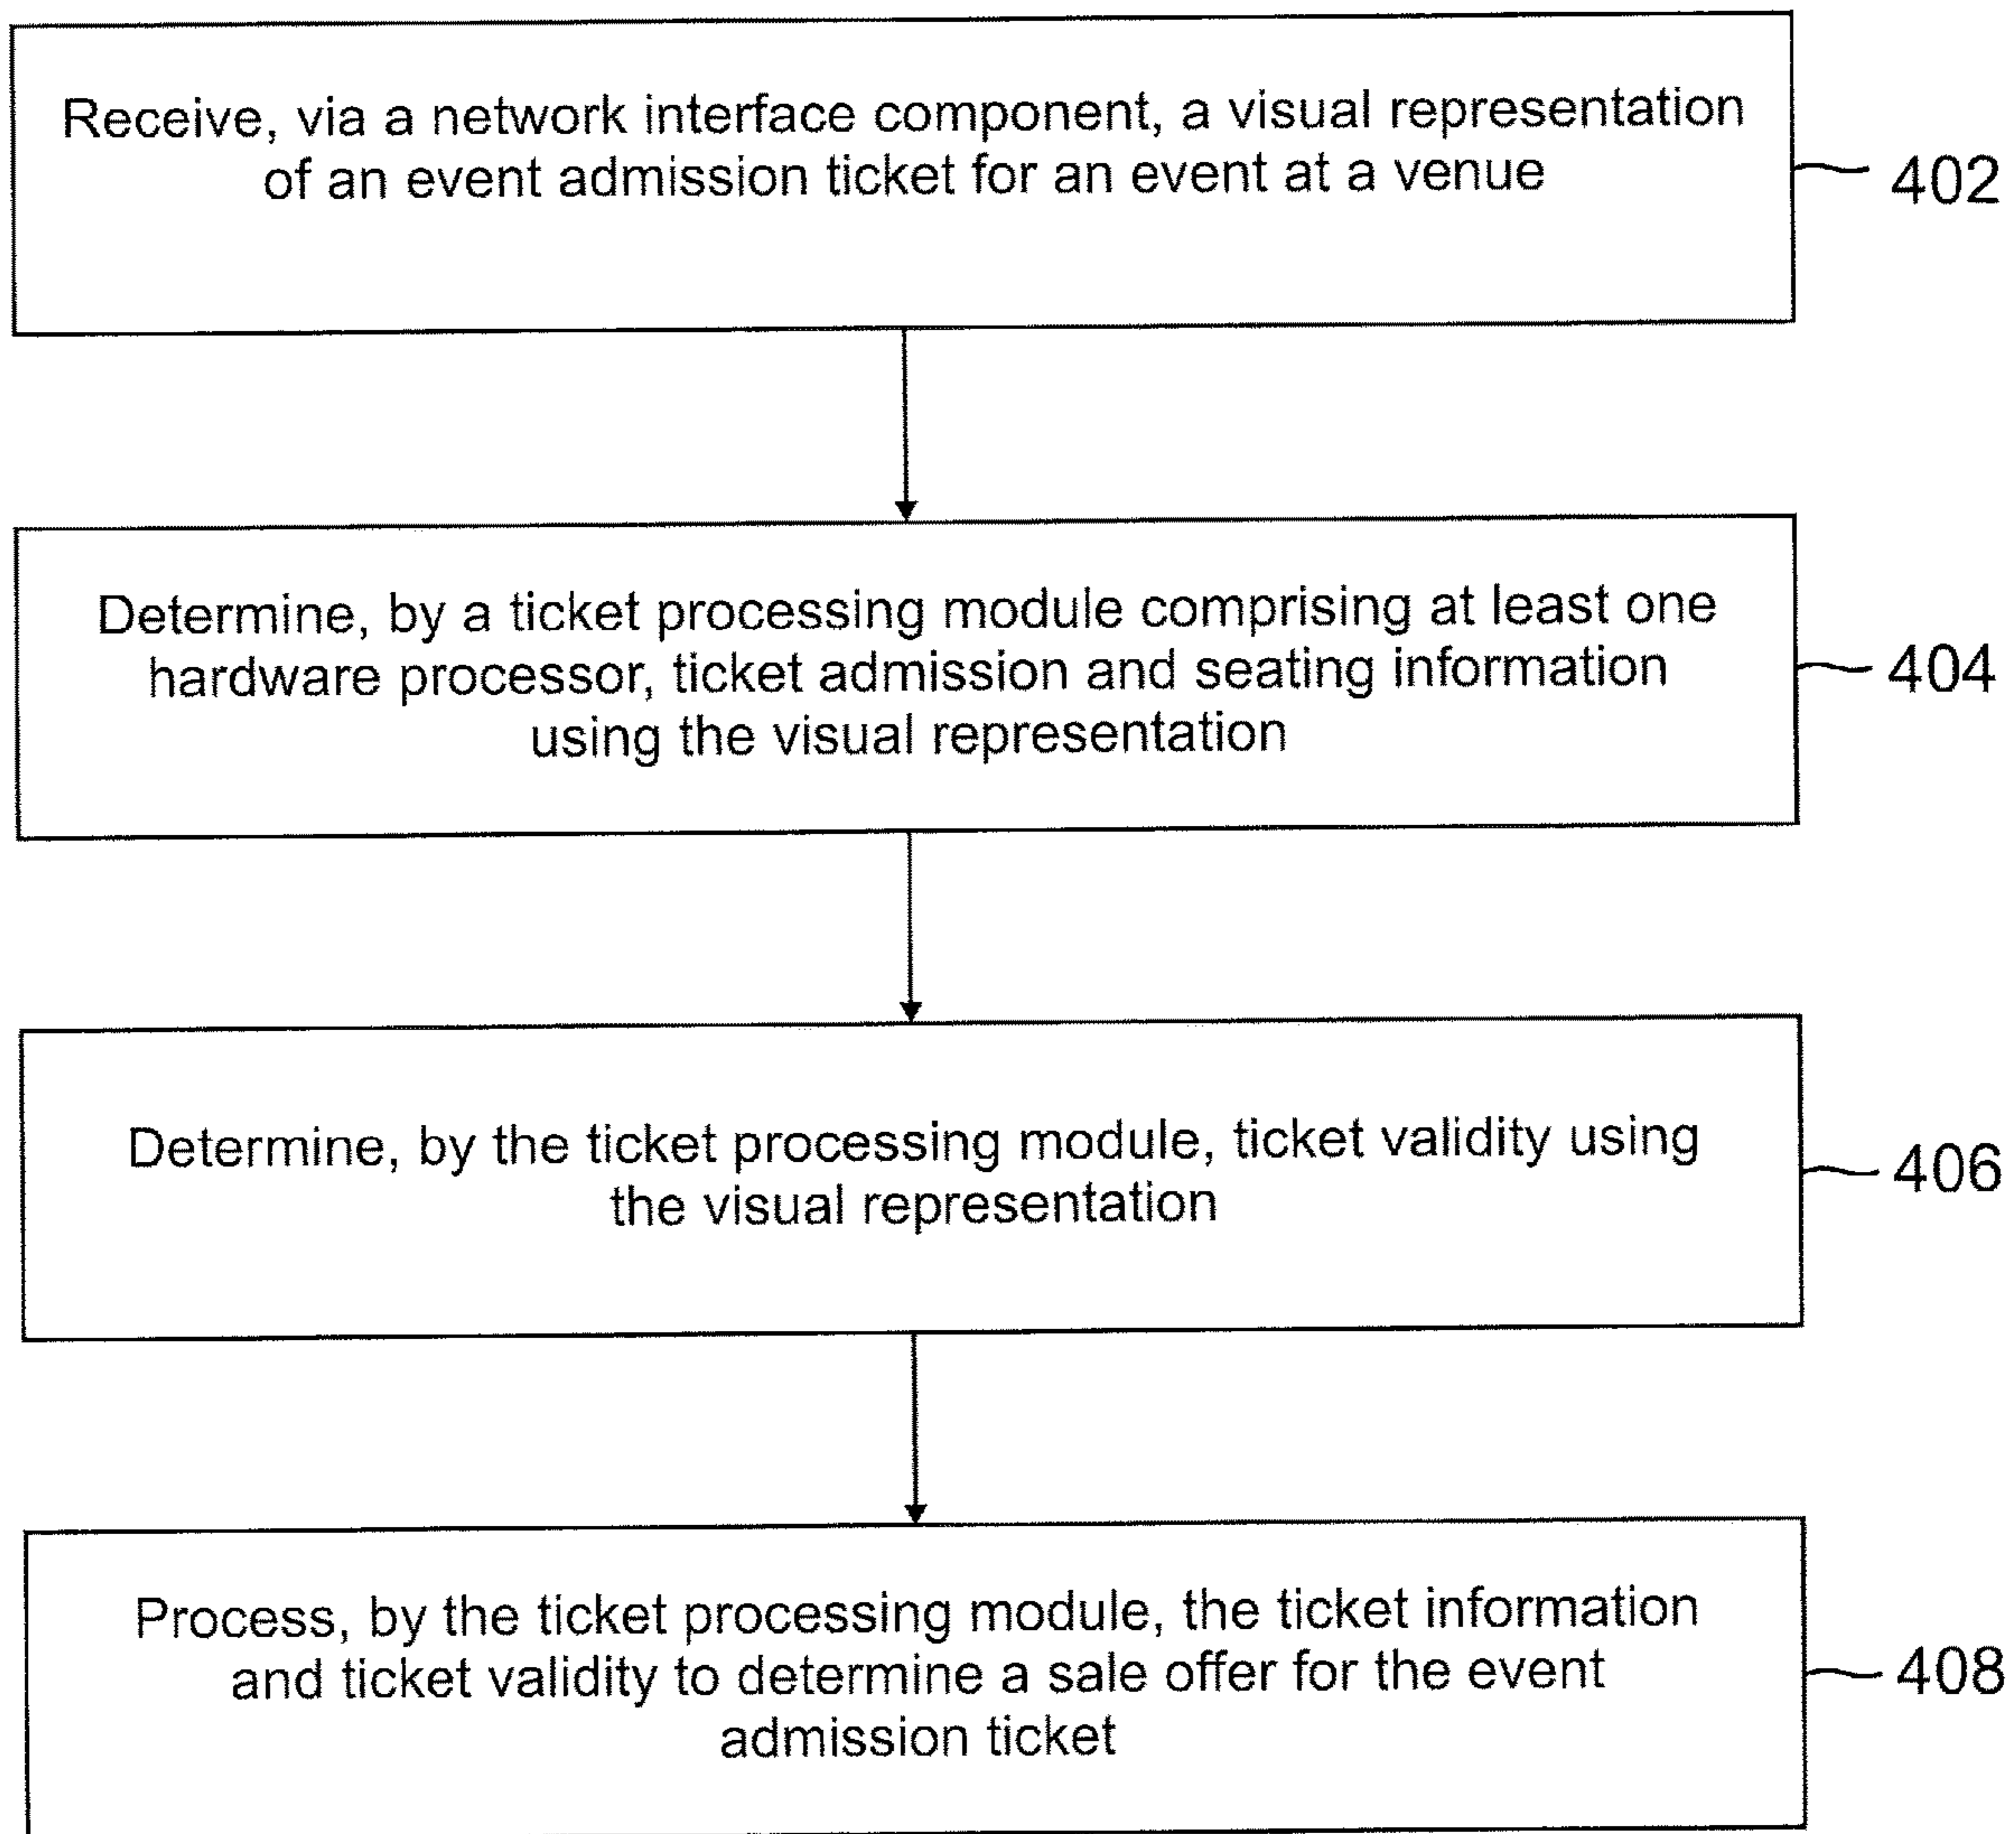 Receive, via a network interface component, a visual representation
of an event admission ticket for an event at a venue
402
Determine, by a ticket processing module comprising at least one
hardware processor, ticket admission and seating information
using the visual representation
404
Determine, by the ticket processing module, ticket validity using
the visual representation
406
Process, by the ticket processing module, the ticket information
and ticket validity to determine a sale offer for the event
admission ticket
408